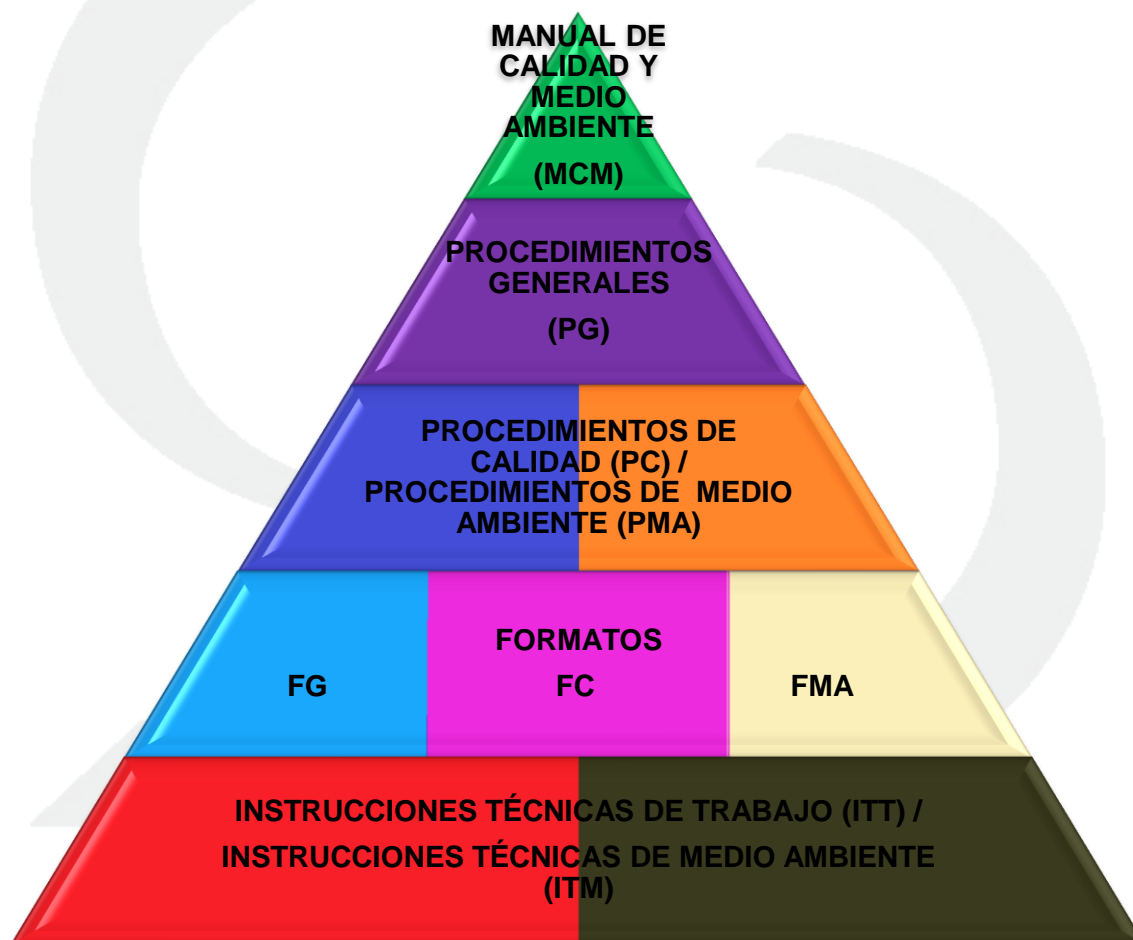 MANUAL DE
CALIDAD Y
MEDIO
AMBIENTE
(MCM)
PROCEDIMIENTOS
GENERALES
(PG)
PROCEDIMIENTOS DE
CALIDAD (PC) /
PROCEDIMIENTOS DE MEDIO
AMBIENTE (PMA)
FORMATOS
FG FC FMA
INSTRUCCIONES TÉCNICAS DE TRABAJO (ITT) /
INSTRUCCIONES TÉCNICAS DE MEDIO AMBIENTE
(ITM)